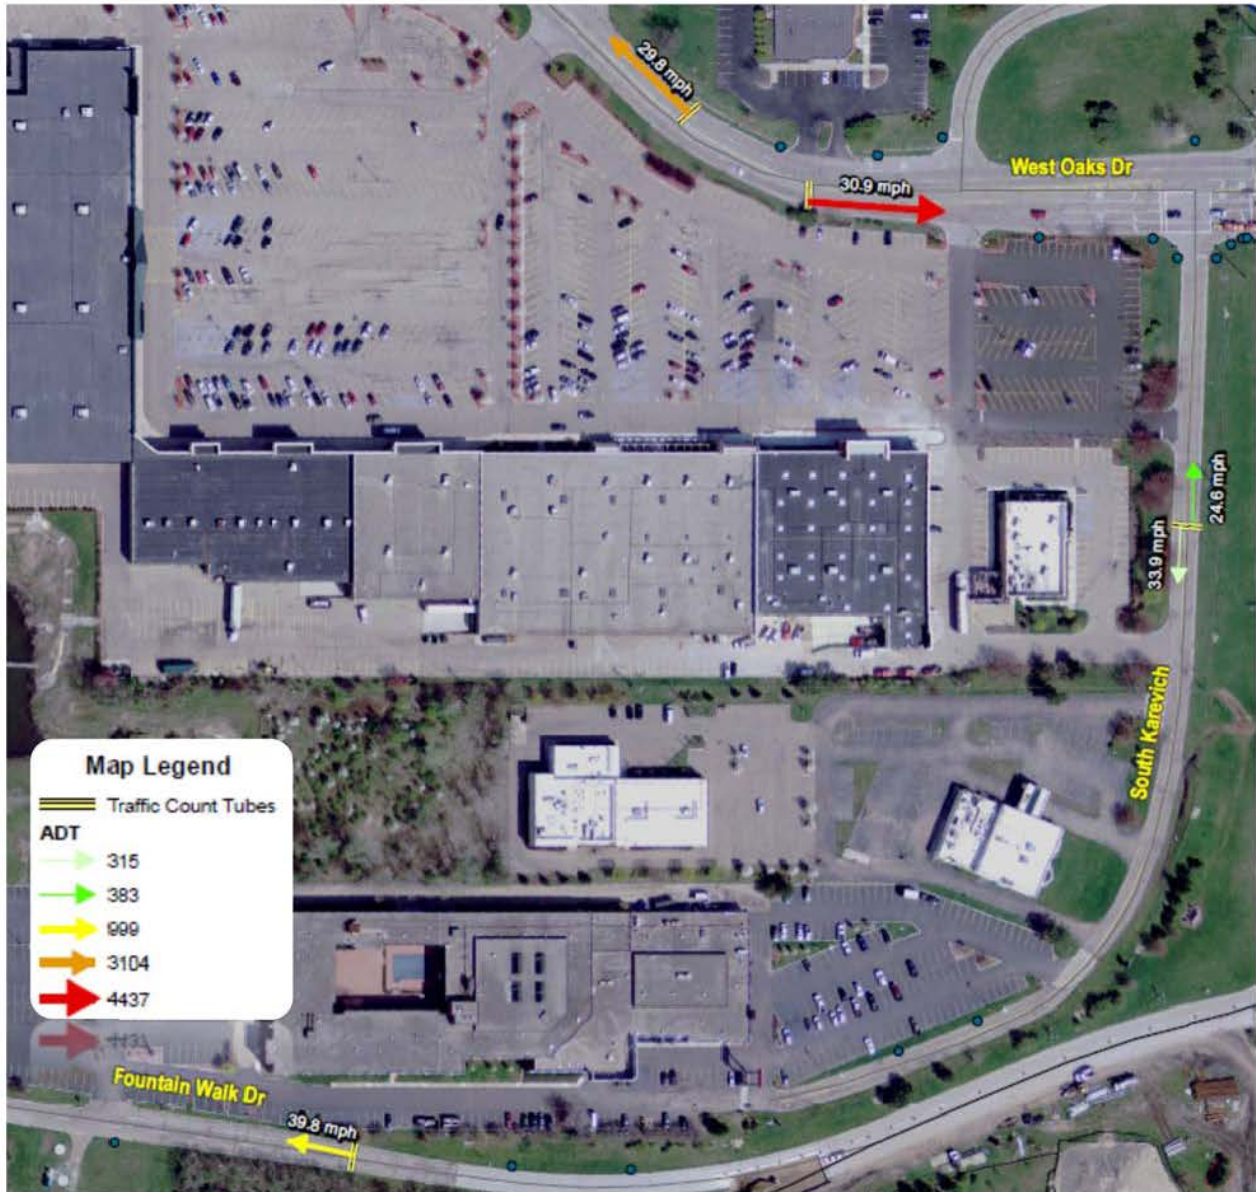 29.8 mph
West Oaks Dr
30.9 mph
24.6 mph
33.9 mph
South Karevich
Map Legend
Traffic Count Tubes
ADT
315
383
999
3104
4437
Fountain Walk Dr
39.8 mph